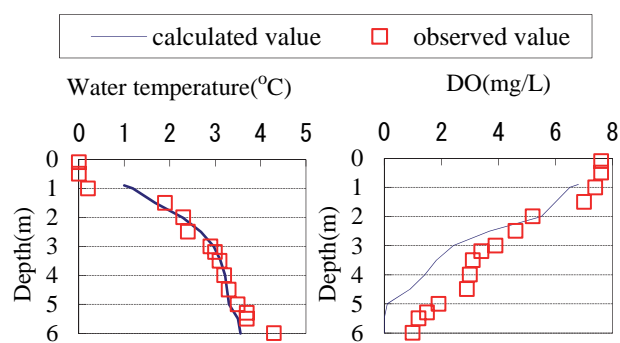 calculated value observed value
Water temperature(°C) DO(mg/L)
0 1 2 3 4 5
0 2 4 6 8
0
1
2
3
4
5
6
Depth(m)
0
1
2
3
4
5
6
Depth(m)